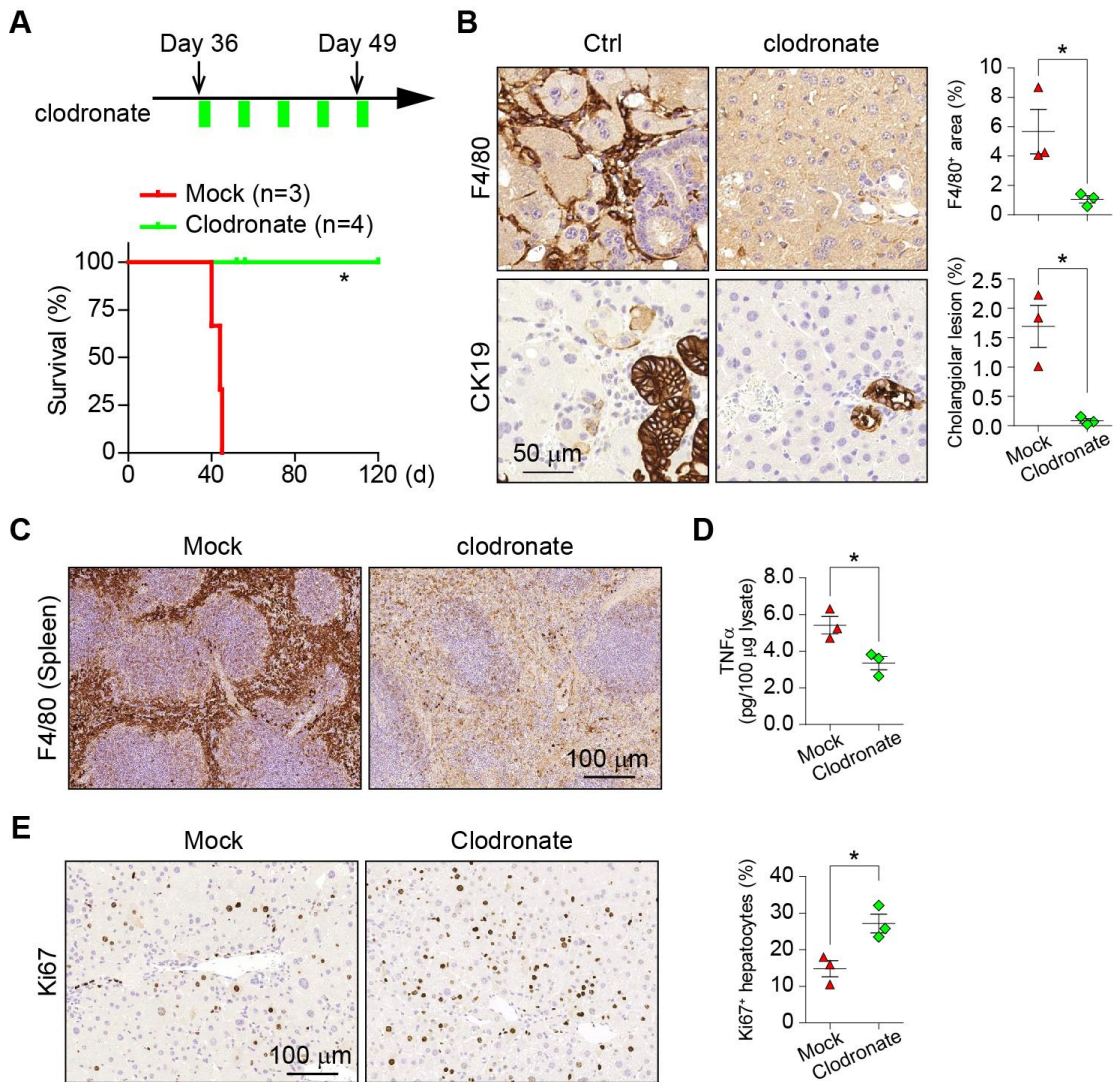 A
Day 36 Day 49
clodronate
Mock (n=3)
Clodronate (n=4)
Survival (%)
100
75
50
25
0
0 40 80 120 (d)
*
B
Ctrl clodronate
F4/80
CK19
50 μm
*
F4/80⁺ area (%)
10
8
6
4
2
0
*
Cholangiolar lesion (%)
2.5
2.0
1.5
1.0
0.5
0.0
Mock
Clodronate
C
Mock clodronate
F4/80 (Spleen)
100 μm
D
*
TNFα
(pg/100 μg lysate)
8.0
6.0
4.0
2.0
0.0
Mock
Clodronate
E
Mock Clodronate
Ki67
100 μm
*
Ki67⁺ hepatocytes (%)
40
30
20
10
0
Mock
Clodronate